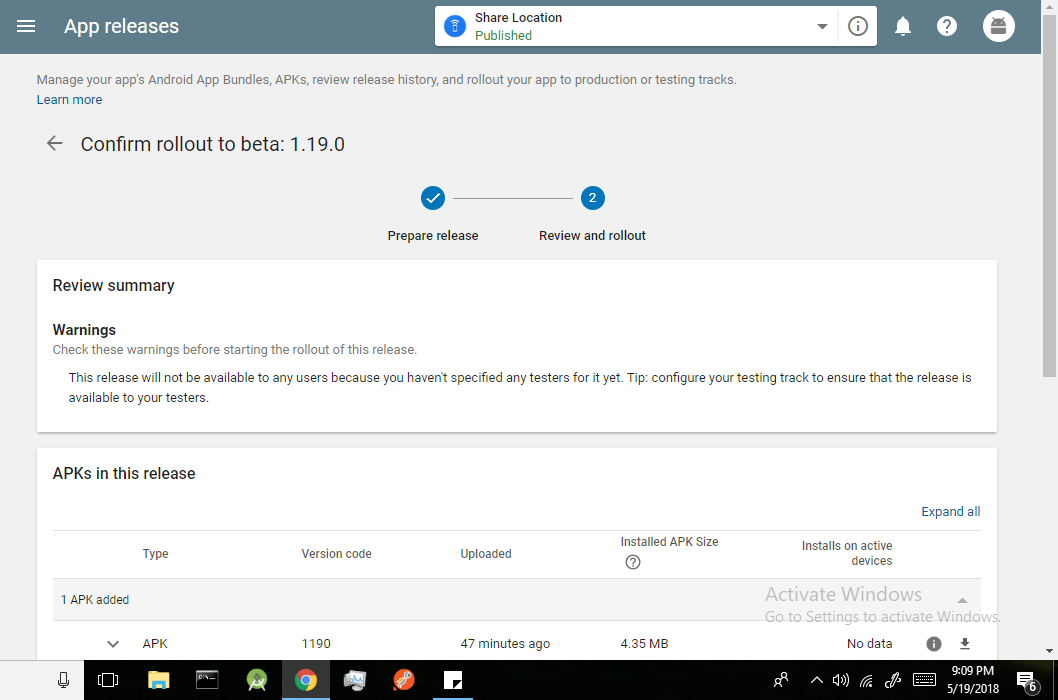 App releases
Share Location
Published
Manage your app's Android App Bundles, APKs, review release history, and rollout your app to production or testing tracks.
Learn more
Confirm rollout to beta: 1.19.0
2
Prepare release
Review and rollout
Review summary
Warnings
Check these warnings before starting the rollout of this release.
This release will not be available to any users because you haven't specified any testers for it yet. Tip: configure your testing track to ensure that the release is
available to your testers.
APKs in this release
Expand all
Type
Version code
Uploaded
Installed APK Size
Installs on active
devices
1 APK added
Activate Windows
Go to Settings to activate Windows.
APK
1190
47 minutes ago
4.35 MB
No data
9:09 PM
5/19/2018
6